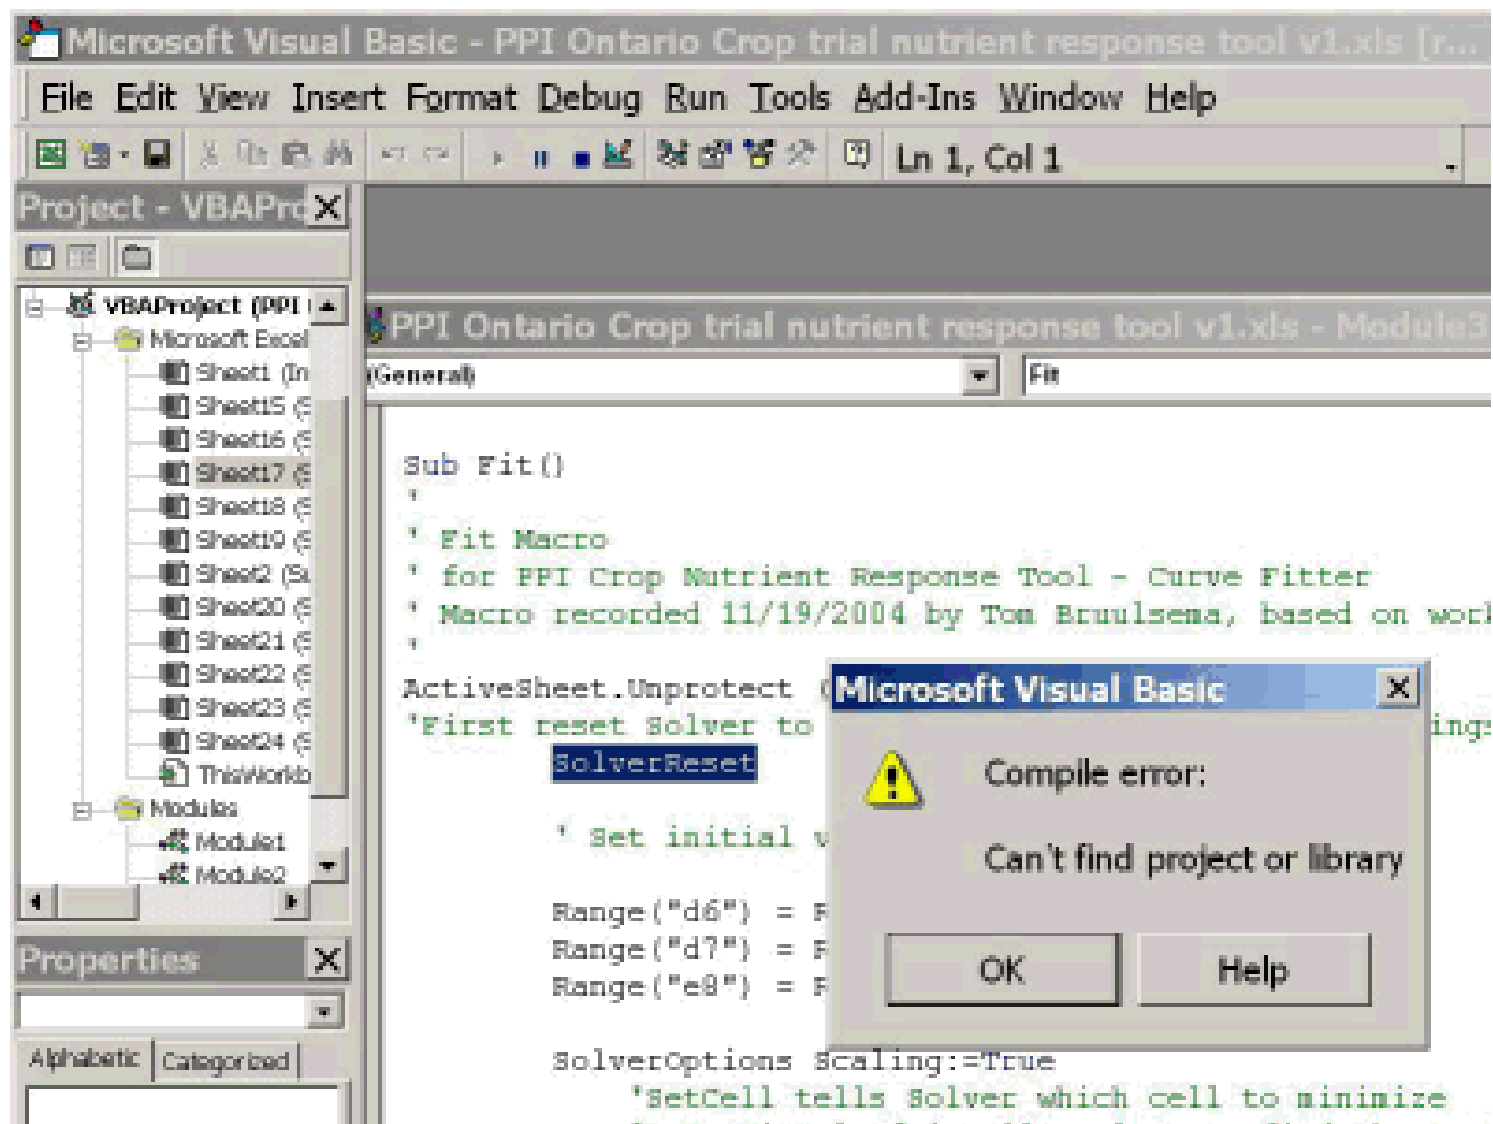 Microsoft Visual Basic - PPI Ontario Crop trial nutrient response tool v1.xls [r...
File Edit View Insert Format Debug Run Tools Add-Ins Window Help
Ln 1, Col 1
Project - VBAPro
VBAProject (PPI
Microsoft Excel
Sheet1 (In
Sheet15 (S
Sheet16 (S
Sheet17 (S
Sheet18 (S
Sheet19 (S
Sheet2 (Su
Sheet20 (S
Sheet21 (S
Sheet22 (S
Sheet23 (S
Sheet24 (S
ThisWorkb
Modules
Module1
Module2
Properties
Alphabetic Categorized
PPI Ontario Crop trial nutrient response tool v1.xls - Module3
(General) Fit
Sub Fit()
'
' Fit Macro
' for PPI Crop Nutrient Response Tool - Curve Fitter
' Macro recorded 11/19/2004 by Tom Bruulsema, based on work
'
ActiveSheet.Unprotect (
'First reset Solver to ings
SolverReset
' Set initial v
Range("d6") = R
Range("d7") = R
Range("e8") = R
SolverOptions Scaling:=True
'SetCell tells Solver which cell to minimize
Microsoft Visual Basic
Compile error:
Can't find project or library
OK Help